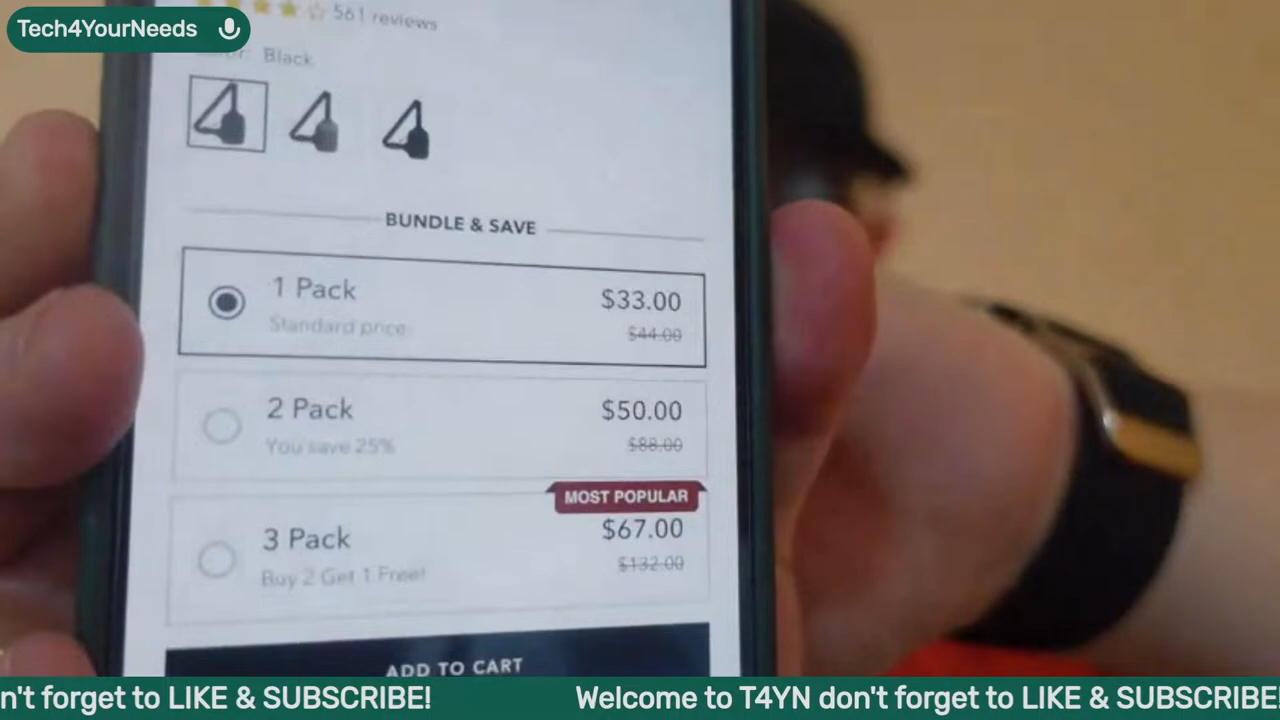 Tech4YourNeeds
561 reviews
Black
BUNDLE & SAVE
1 Pack
$33.00
Standard price
$44.00
2 Pack
$50.00
You save 25%
$88.00
MOST POPULAR
3 Pack
$67.00
Buy 2 Get 1 Free!
$132.00
ADD TO CART
n't forget to LIKE & SUBSCRIBE! Welcome to T4YN don't forget to LIKE & SUBSCRIBE!